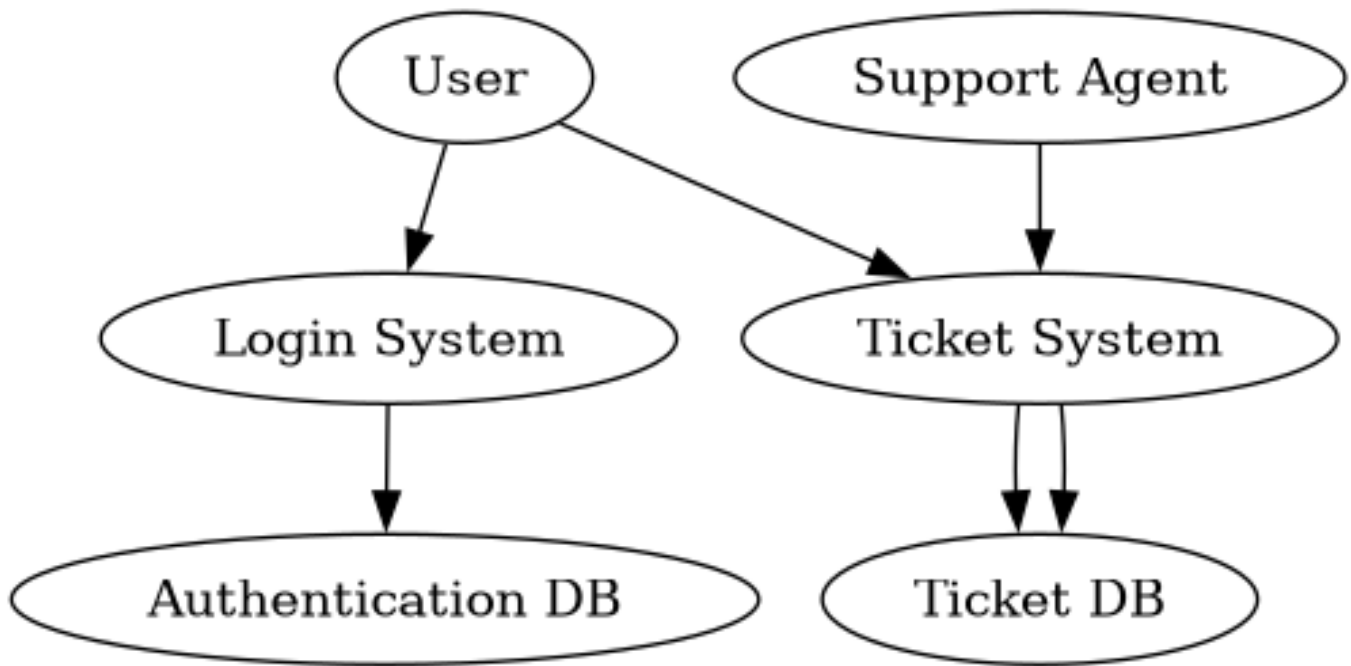 User
Support Agent
Login System
Ticket System
Authentication DB
Ticket DB